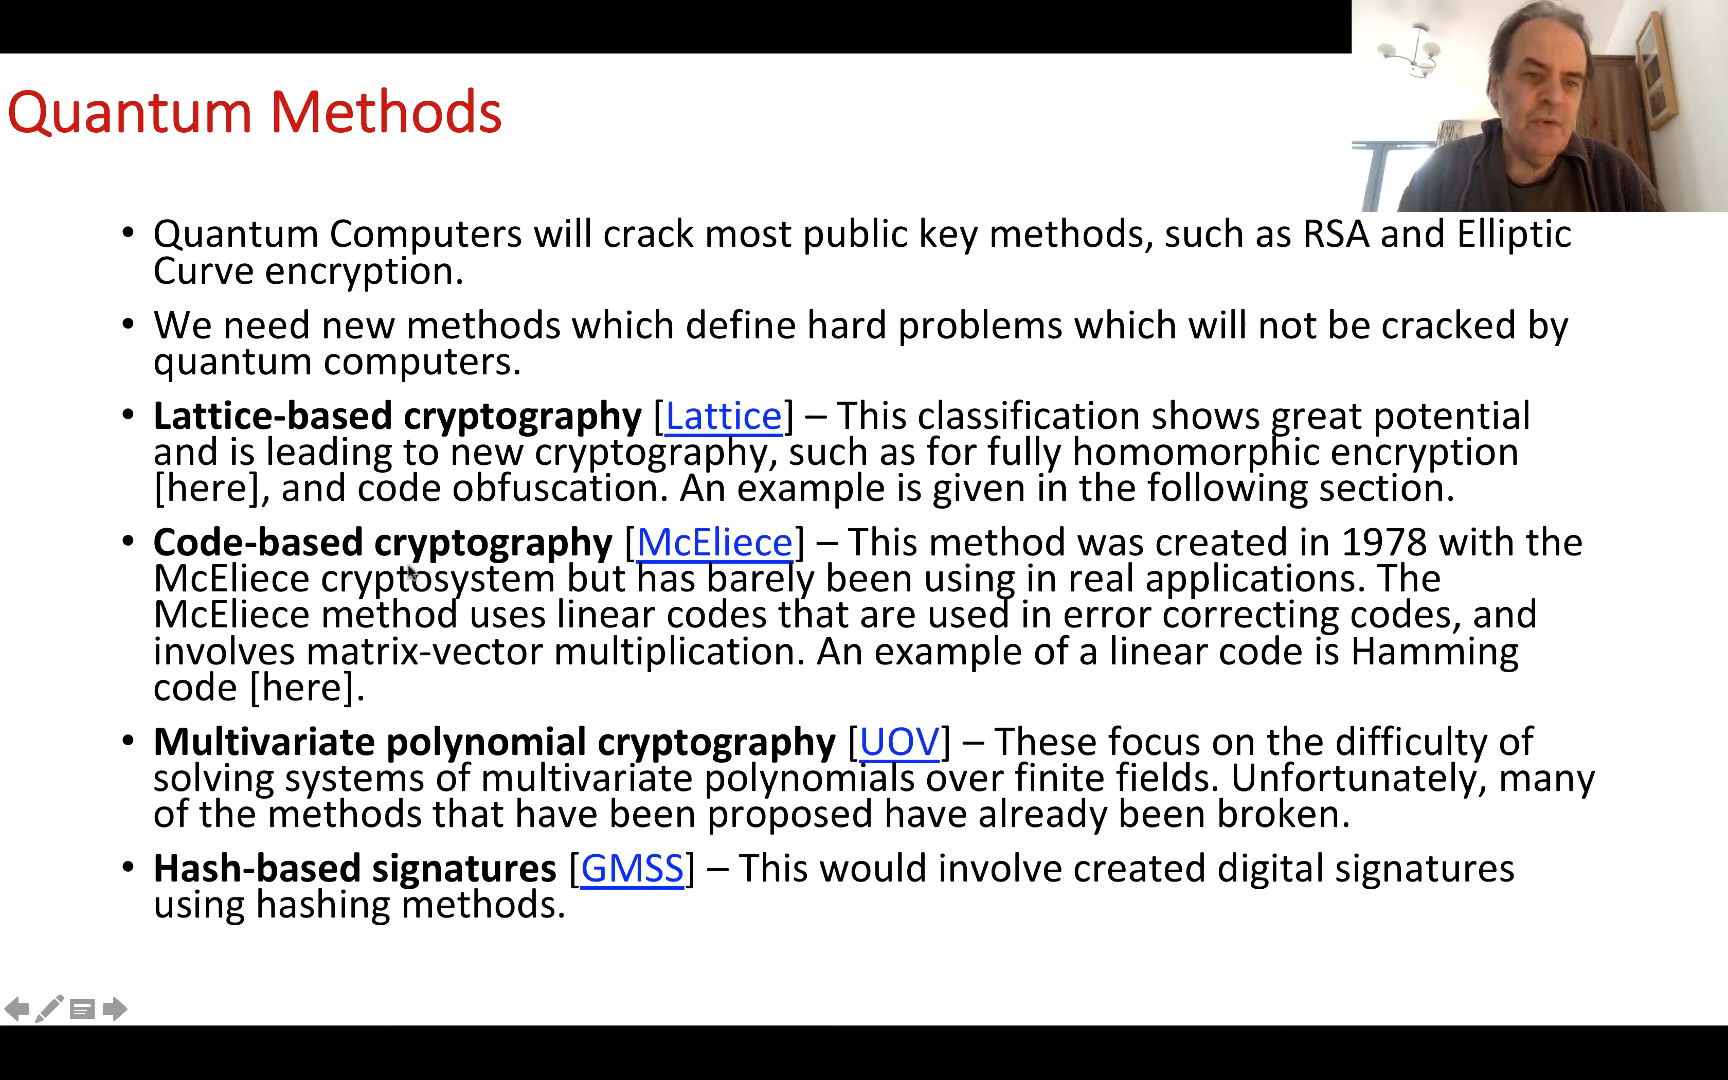 Quantum Methods
• Quantum Computers will crack most public key methods, such as RSA and Elliptic
Curve encryption.
• We need new methods which define hard problems which will not be cracked by
quantum computers.
• Lattice-based cryptography [Lattice] – This classification shows great potential
and is leading to new cryptography, such as for fully homomorphic encryption
[here], and code obfuscation. An example is given in the following section.
• Code-based cryptography [McEliece] – This method was created in 1978 with the
McEliece cryptosystem but has barely been using in real applications. The
McEliece method uses linear codes that are used in error correcting codes, and
involves matrix-vector multiplication. An example of a linear code is Hamming
code [here].
• Multivariate polynomial cryptography [UOV] – These focus on the difficulty of
solving systems of multivariate polynomials over finite fields. Unfortunately, many
of the methods that have been proposed have already been broken.
• Hash-based signatures [GMSS] – This would involve created digital signatures
using hashing methods.